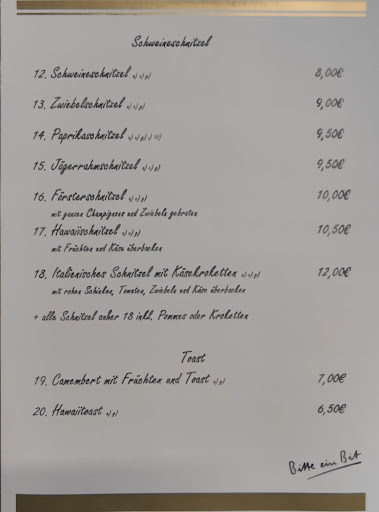 Schweineschnitzel
12. Schweineschnitzel a) c) g) 8,00€
13. Zwiebelschnitzel a) c) g) 9,00€
14. Paprikaschnitzel a) c) g) 9,50€
15. Jägerrahmschnitzel a) c) g) 9,50€
16. Försterschnitzel a) c) g) 10,00€
mit ganzen Champignons und Zwiebeln gebraten
17. Hawaiischnitzel a) c) g) 10,50€
mit Früchten und Käse überbacken
18. Italienisches Schnitzel mit Käsekroketten a) c) g) 12,00€
mit rohen Schinken, Tomaten, Zwiebeln und Käse überbacken
+ alle Schnitzel außer 18 inkl. Pommes oder Kroketten
Toast
19. Camembert mit Früchten und Toast a) g) 7,00€
20. Hawaiitoast a) g) 6,50€
Bitte ein Bit